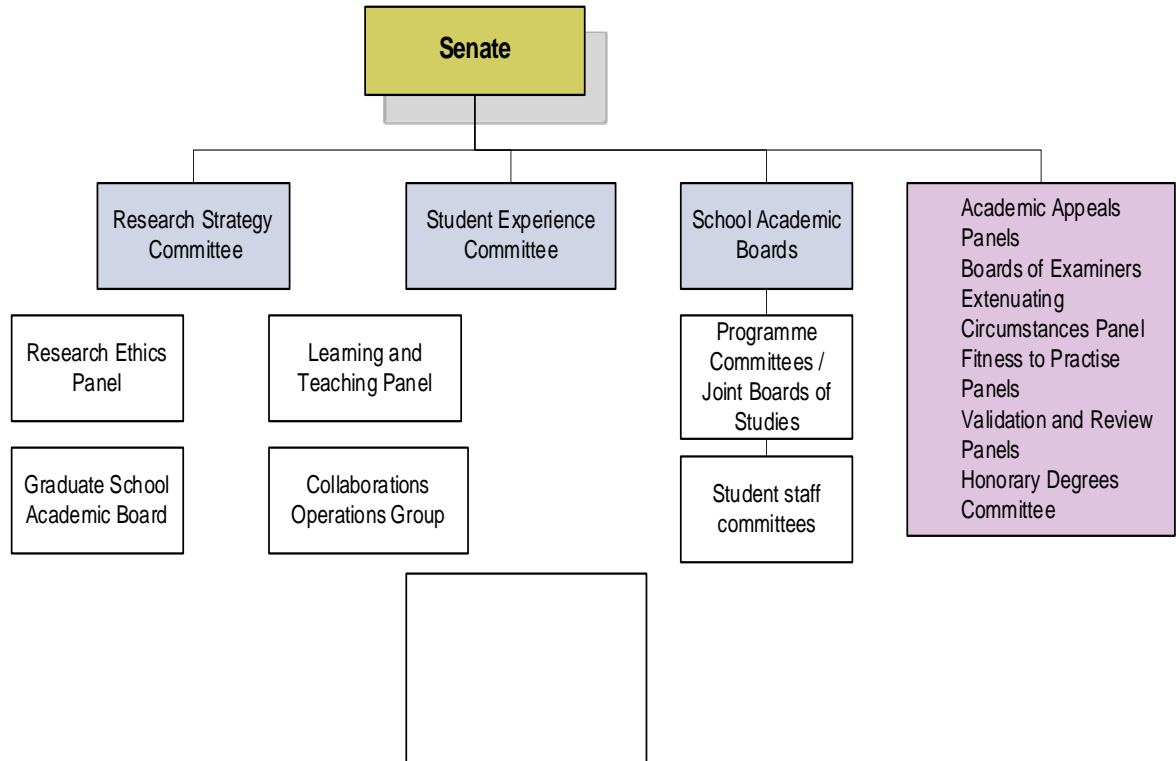 Senate
Research Strategy
Committee
Student Experience
Committee
School Academic
Boards
Academic Appeals
Panels
Boards of Examiners
Extenuating
Circumstances Panel
Fitness to Practise
Panels
Validation and Review
Panels
Honorary Degrees
Committee
Research Ethics
Panel
Learning and
Teaching Panel
Programme
Committees /
Joint Boards of
Studies
Graduate School
Academic Board
Collaborations
Operations Group
Student staff
committees